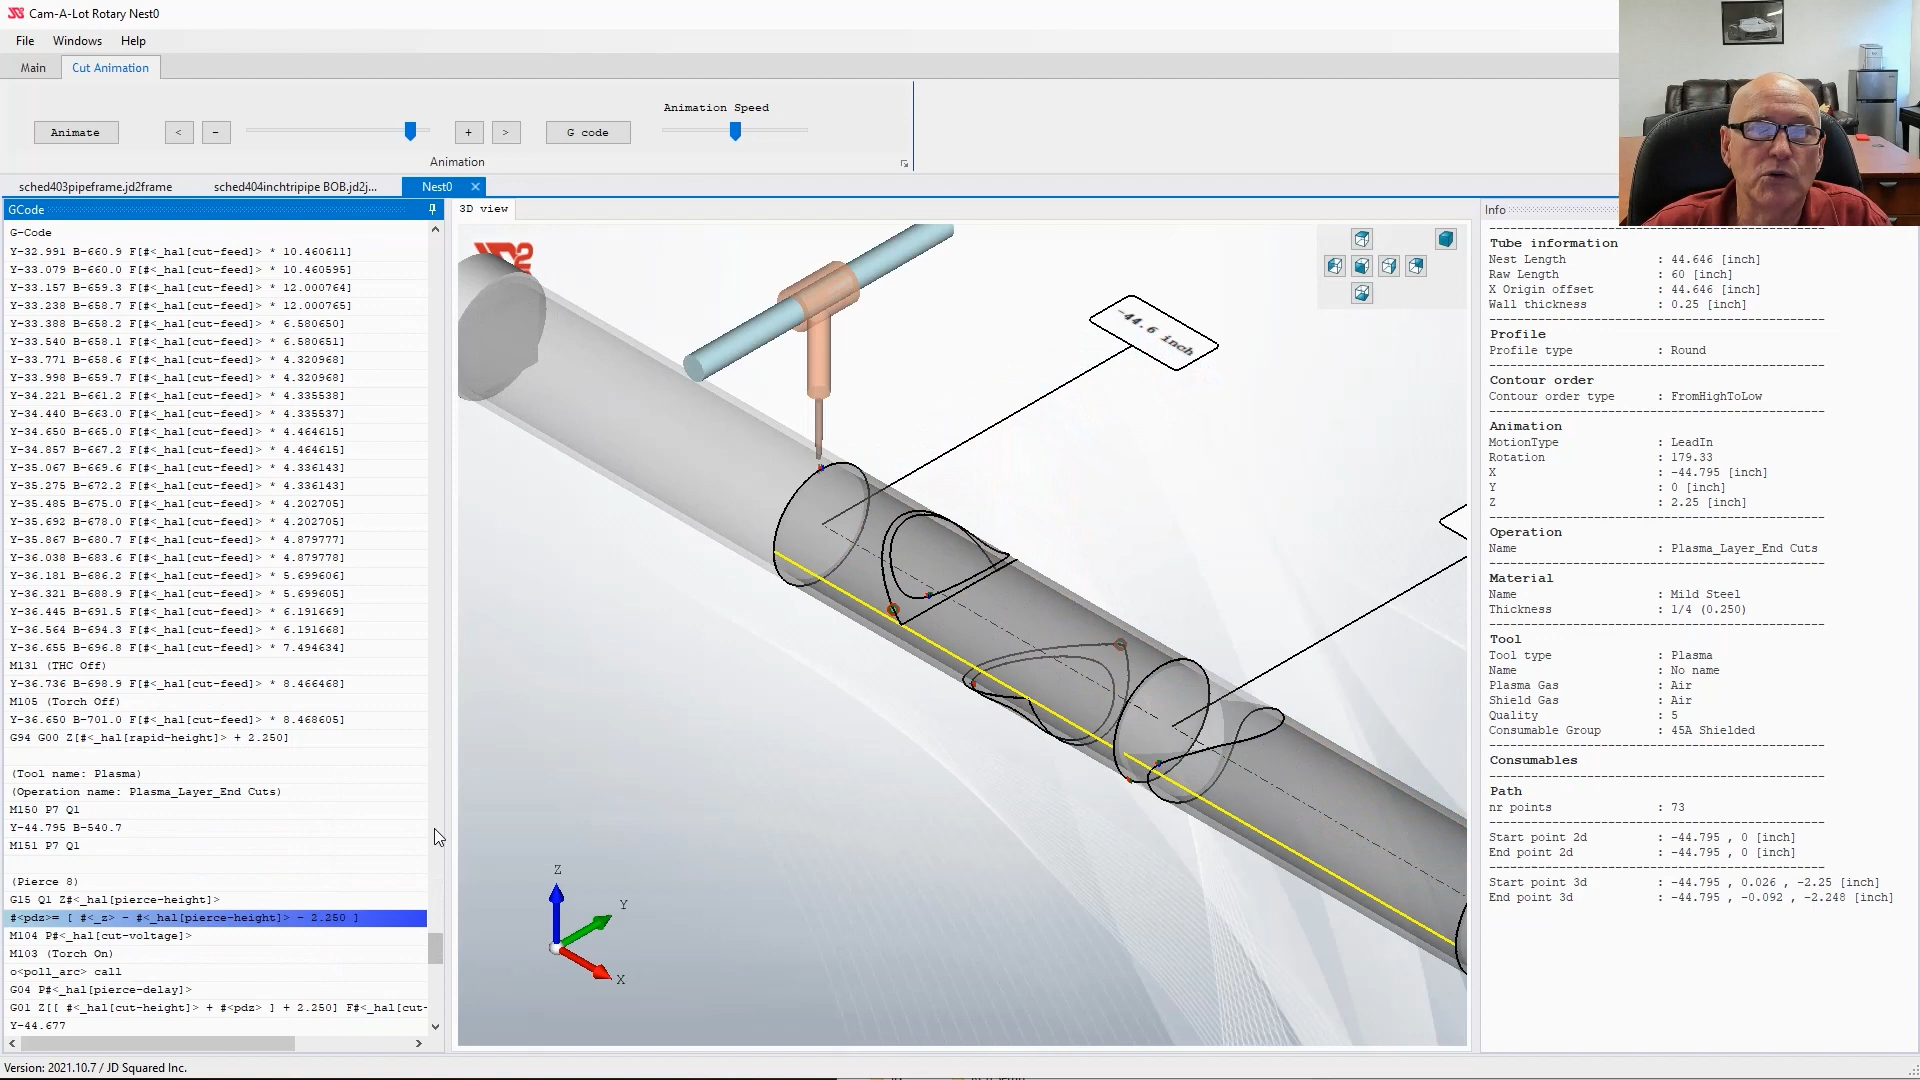 Cam-A-Lot Rotary Nest0
File Windows Help
Main Cut Animation
Animation Speed
Animate < - + > G code
Animation
sched403pipeframe.jd2frame sched404inchtripipe BOB.jd2j... Nest0
GCode
G-Code
Y-32.991 B-660.9 F[#<_hal[cut-feed]> * 10.460611]
Y-33.079 B-660.0 F[#<_hal[cut-feed]> * 10.460595]
Y-33.157 B-659.3 F[#<_hal[cut-feed]> * 12.000764]
Y-33.238 B-658.7 F[#<_hal[cut-feed]> * 12.000765]
Y-33.388 B-658.2 F[#<_hal[cut-feed]> * 6.580650]
Y-33.540 B-658.1 F[#<_hal[cut-feed]> * 6.580651]
Y-33.771 B-658.6 F[#<_hal[cut-feed]> * 4.320968]
Y-33.998 B-659.7 F[#<_hal[cut-feed]> * 4.320968]
Y-34.221 B-661.2 F[#<_hal[cut-feed]> * 4.335538]
Y-34.440 B-663.0 F[#<_hal[cut-feed]> * 4.335537]
Y-34.650 B-665.0 F[#<_hal[cut-feed]> * 4.464615]
Y-34.857 B-667.2 F[#<_hal[cut-feed]> * 4.464615]
Y-35.067 B-669.6 F[#<_hal[cut-feed]> * 4.336143]
Y-35.275 B-672.2 F[#<_hal[cut-feed]> * 4.336143]
Y-35.485 B-675.0 F[#<_hal[cut-feed]> * 4.202705]
Y-35.692 B-678.0 F[#<_hal[cut-feed]> * 4.202705]
Y-35.867 B-680.7 F[#<_hal[cut-feed]> * 4.879777]
Y-36.038 B-683.6 F[#<_hal[cut-feed]> * 4.879778]
Y-36.181 B-686.2 F[#<_hal[cut-feed]> * 5.699606]
Y-36.321 B-688.9 F[#<_hal[cut-feed]> * 5.699605]
Y-36.445 B-691.5 F[#<_hal[cut-feed]> * 6.191669]
Y-36.564 B-694.3 F[#<_hal[cut-feed]> * 6.191668]
Y-36.655 B-696.8 F[#<_hal[cut-feed]> * 7.494634]
M131 (THC Off)
Y-36.736 B-698.9 F[#<_hal[cut-feed]> * 8.466468]
M105 (Torch Off)
Y-36.650 B-701.0 F[#<_hal[cut-feed]> * 8.468605]
G94 G00 Z[#<_hal[rapid-height]> + 2.250]
(Tool name: Plasma)
(Operation name: Plasma_Layer_End Cuts)
M150 P7 Q1
Y-44.795 B-540.7
M151 P7 Q1
(Pierce 8)
G15 Q1 Z#<_hal[pierce-height]>
#<pdz>= [ #<_z> - #<_hal[pierce-height]> - 2.250 ]
M104 P#<_hal[cut-voltage]>
M103 (Torch On)
o<poll_arc> call
G04 P#<_hal[pierce-delay]>
G01 Z[[ #<_hal[cut-height]> + #<pdz> ] + 2.250] F#<_hal[cut-
Y-44.677
3D view
-44.6 inch
Z
Y
X
Info
Tube information
Nest Length : 44.646 [inch]
Raw Length : 60 [inch]
X Origin offset : 44.646 [inch]
Wall thickness : 0.25 [inch]
Profile
Profile type : Round
Contour order
Contour order type : FromHighToLow
Animation
MotionType : LeadIn
Rotation : 179.33
X : -44.795 [inch]
Y : 0 [inch]
Z : 2.25 [inch]
Operation
Name : Plasma_Layer_End Cuts
Material
Name : Mild Steel
Thickness : 1/4 (0.250)
Tool
Tool type : Plasma
Name : No name
Plasma Gas : Air
Shield Gas : Air
Quality : 5
Consumable Group : 45A Shielded
Consumables
Path
nr points : 73
Start point 2d : -44.795 , 0 [inch]
End point 2d : -44.795 , 0 [inch]
Start point 3d : -44.795 , 0.026 , -2.25 [inch]
End point 3d : -44.795 , -0.092 , -2.248 [inch]
Version: 2021.10.7 / JD Squared Inc.